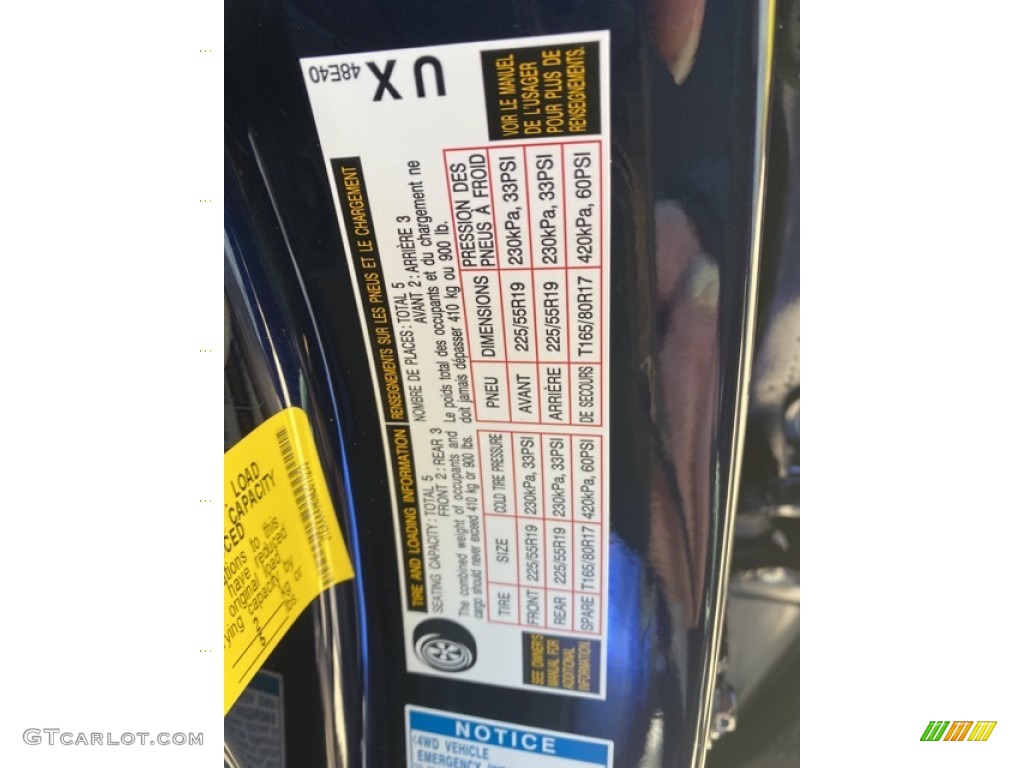 TIRE AND LOADING INFORMATION
RENSEIGNEMENTS SUR LES PNEUS ET LE CHARGEMENT
SEATING CAPACITY: TOTAL 5
FRONT 2: REAR 3
NOMBRE DE PLACES: TOTAL 5
AVANT 2: ARRIÈRE 3
The combined weight of occupants and
cargo should never exceed 410 kg or 900 lbs.
Le poids total des occupants et du chargement ne
doit jamais dépasser 410 kg ou 900 lb.
TIRE SIZE COLD TIRE PRESSURE
FRONT 225/55R19 230kPa, 33PSI
REAR 225/55R19 230kPa, 33PSI
SPARE T165/80R17 420kPa, 60PSI
PNEU DIMENSIONS PRESSION DES
PNEUS À FROID
AVANT 225/55R19 230kPa, 33PSI
ARRIÈRE 225/55R19 230kPa, 33PSI
DE SECOURS T165/80R17 420kPa, 60PSI
SEE OWNER'S
MANUAL FOR
ADDITIONAL
INFORMATION.
VOIR LE MANUEL
DE L'USAGER
POUR PLUS DE
RENSEIGNEMENTS.
UX
48E40
LOAD
CAPACITY
CED
to this
have reduced
original load
capacity by
kg or
lbs.
NOTICE
(4WD VEHICLE
EMERGENCY
GTCARLOT.COM